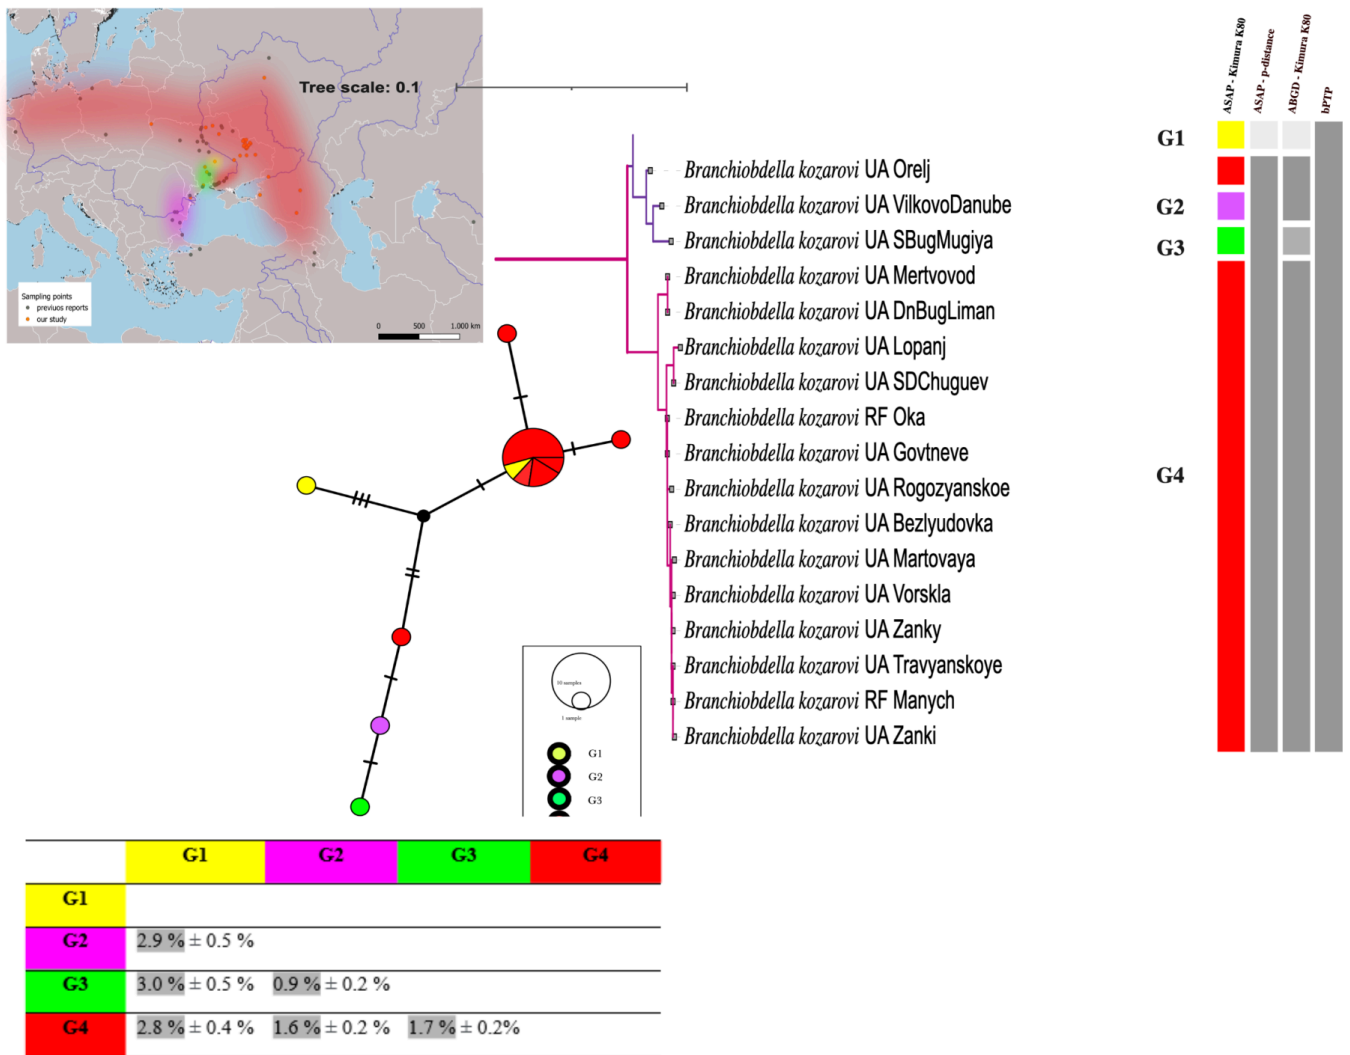 Tree scale: 0.1
Sampling points
previuos reports
our study
0 500 1.000 km
ASAP - Kimura K80
ASAP - p-distance
ABGD - Kimura K80
bPTP
G1
G2
G3
G4
Branchiobdella kozarovi UA Orelj
Branchiobdella kozarovi UA VilkovoDanube
Branchiobdella kozarovi UA SBugMugiya
Branchiobdella kozarovi UA Mertvovod
Branchiobdella kozarovi UA DnBugLiman
Branchiobdella kozarovi UA Lopanj
Branchiobdella kozarovi UA SDChuguev
Branchiobdella kozarovi RF Oka
Branchiobdella kozarovi UA Govtneve
Branchiobdella kozarovi UA Rogozyanskoe
Branchiobdella kozarovi UA Bezlyudovka
Branchiobdella kozarovi UA Martovaya
Branchiobdella kozarovi UA Vorskla
Branchiobdella kozarovi UA Zanky
Branchiobdella kozarovi UA Travyanskoye
Branchiobdella kozarovi RF Manych
Branchiobdella kozarovi UA Zanki
10 samples
1 sample
G1
G2
G3
G1 G2 G3 G4
G1
G2 2.9 % ± 0.5 %
G3 3.0 % ± 0.5 % 0.9 % ± 0.2 %
G4 2.8 % ± 0.4 % 1.6 % ± 0.2 % 1.7 % ± 0.2%